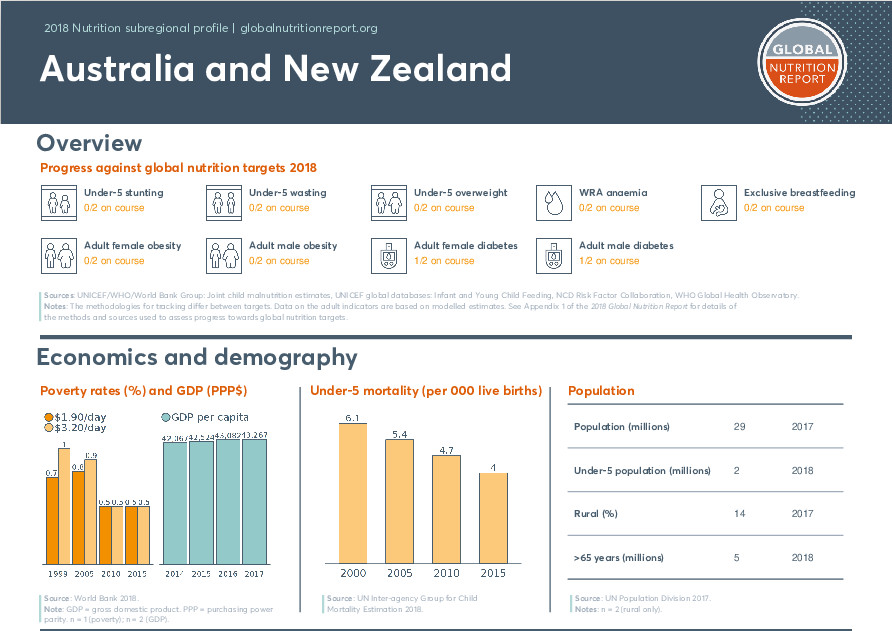 2018 Nutrition subregional profile | globalnutritionreport.org
Australia and New Zealand
GLOBAL
NUTRITION
REPORT
Overview
Progress against global nutrition targets 2018
Under-5 stunting
0/2 on course
Under-5 wasting
0/2 on course
Under-5 overweight
0/2 on course
WRA anaemia
0/2 on course
Exclusive breastfeeding
0/2 on course
Adult female obesity
0/2 on course
Adult male obesity
0/2 on course
Adult female diabetes
1/2 on course
Adult male diabetes
1/2 on course
Sources: UNICEF/WHO/World Bank Group: Joint child malnutrition estimates, UNICEF global databases: Infant and Young Child Feeding, NCD Risk Factor Collaboration, WHO Global Health Observatory.
Notes: The methodologies for tracking differ between targets. Data on the adult indicators are based on modelled estimates. See Appendix 1 of the 2018 Global Nutrition Report for details of
the methods and sources used to assess progress towards global nutrition targets.
Economics and demography
Poverty rates (%) and GDP (PPP$)
$1.90/day
$3.20/day
GDP per capita
0.7 1 0.8 0.9 0.5 0.5 0.5 0.5
1999 2005 2010 2015
42,067 42,524 43,082 43,267
2014 2015 2016 2017
Source: World Bank 2018.
Note: GDP = gross domestic product. PPP = purchasing power
parity. n = 1 (poverty); n = 2 (GDP).
Under-5 mortality (per 000 live births)
6.1 5.4 4.7 4
2000 2005 2010 2015
Source: UN Inter-agency Group for Child
Mortality Estimation 2018.
Population
Population (millions) 29 2017
Under-5 population (millions) 2 2018
Rural (%) 14 2017
>65 years (millions) 5 2018
Source: UN Population Division 2017.
Notes: n = 2 (rural only).